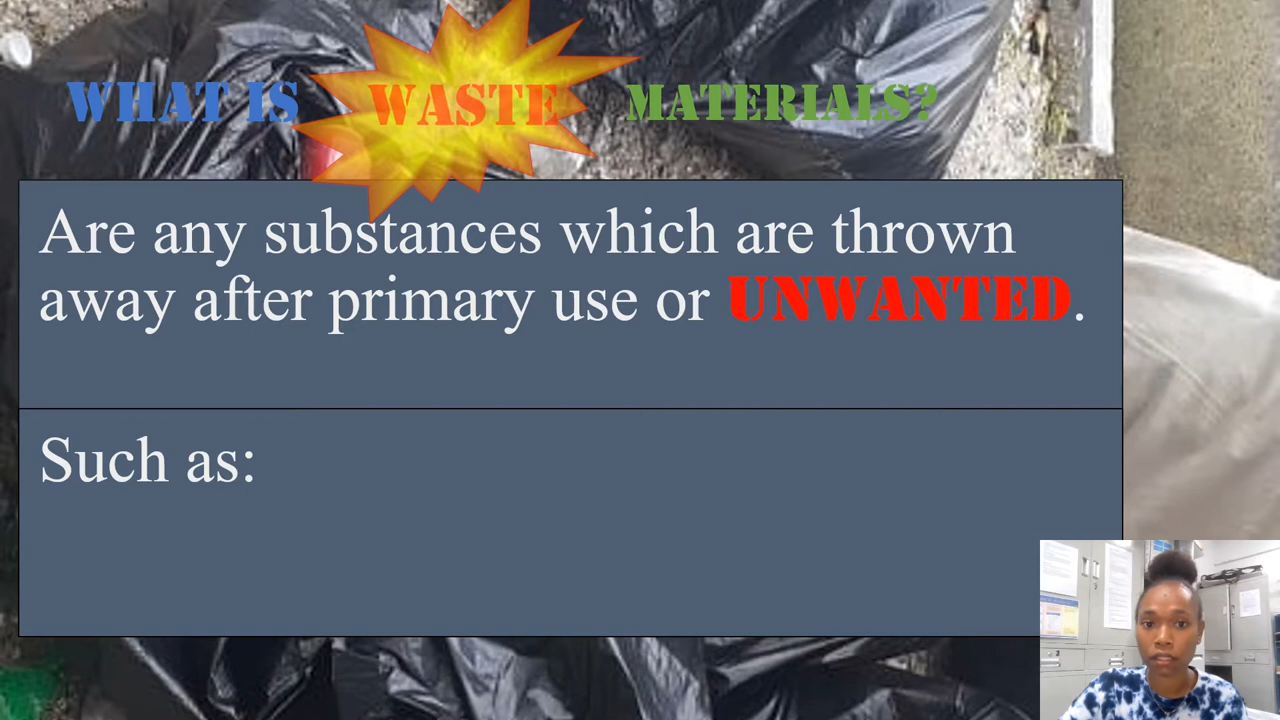 WHAT IS WASTE MATERIALS?
Are any substances which are thrown
away after primary use or UNWANTED.
Such as: